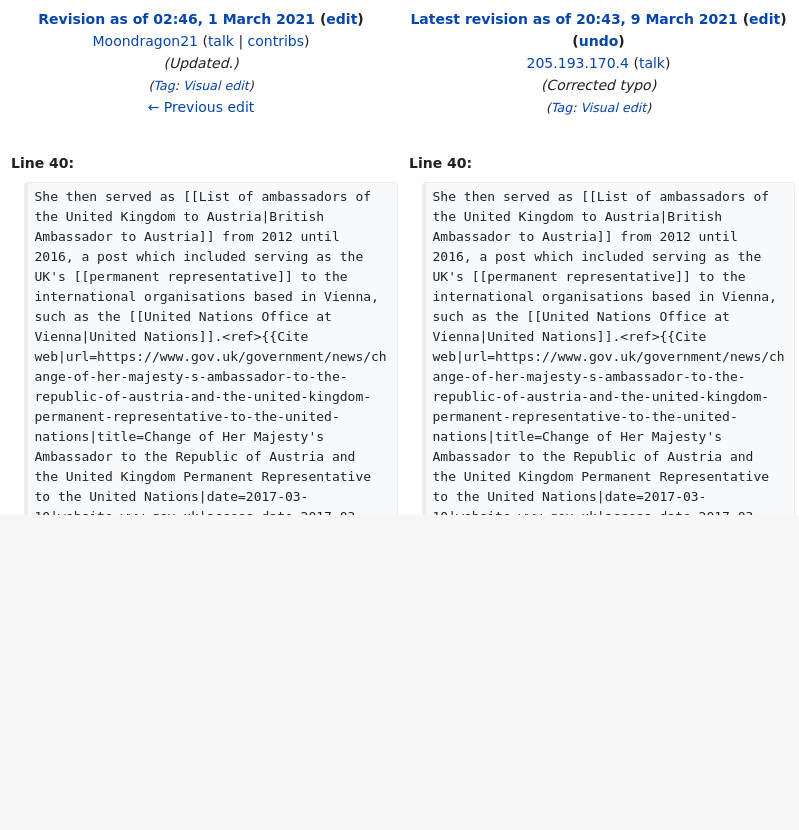 Revision as of 02:46, 1 March 2021 (edit)
Moondragon21 (talk | contribs)
(Updated.)
(Tag: Visual edit)
← Previous edit
Latest revision as of 20:43, 9 March 2021 (edit)
(undo)
205.193.170.4 (talk)
(Corrected typo)
(Tag: Visual edit)
Line 40:
She then served as [[List of ambassadors of
the United Kingdom to Austria|British
Ambassador to Austria]] from 2012 until
2016, a post which included serving as the
UK's [[permanent representative]] to the
international organisations based in Vienna,
such as the [[United Nations Office at
Vienna|United Nations]].<ref>{{Cite
web|url=https://www.gov.uk/government/news/ch
ange-of-her-majesty-s-ambassador-to-the-
republic-of-austria-and-the-united-kingdom-
permanent-representative-to-the-united-
nations|title=Change of Her Majesty's
Ambassador to the Republic of Austria and
the United Kingdom Permanent Representative
to the United Nations|date=2017-03-
Line 40:
She then served as [[List of ambassadors of
the United Kingdom to Austria|British
Ambassador to Austria]] from 2012 until
2016, a post which included serving as the
UK's [[permanent representative]] to the
international organisations based in Vienna,
such as the [[United Nations Office at
Vienna|United Nations]].<ref>{{Cite
web|url=https://www.gov.uk/government/news/ch
ange-of-her-majesty-s-ambassador-to-the-
republic-of-austria-and-the-united-kingdom-
permanent-representative-to-the-united-
nations|title=Change of Her Majesty's
Ambassador to the Republic of Austria and
the United Kingdom Permanent Representative
to the United Nations|date=2017-03-